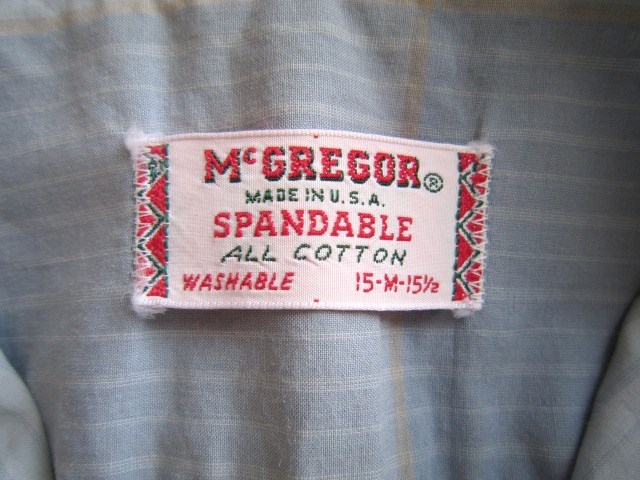 McGREGOR®
MADE IN U.S.A.
SPANDABLE
ALL COTTON
WASHABLE 15-M-15½